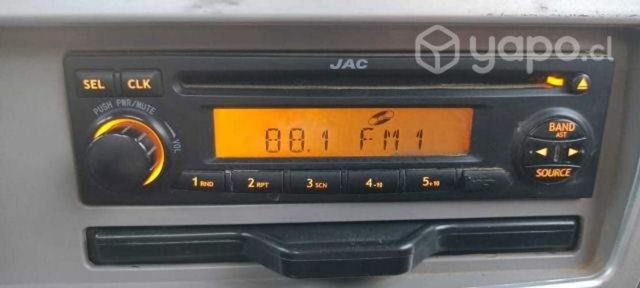 yapo.cl
JAC
SEL CLK
PUSH PWR/MUTE
VOL
88.1 FM1
BAND
AST
SOURCE
1 RND 2 RPT 3 SCN 4 -10 5 +10